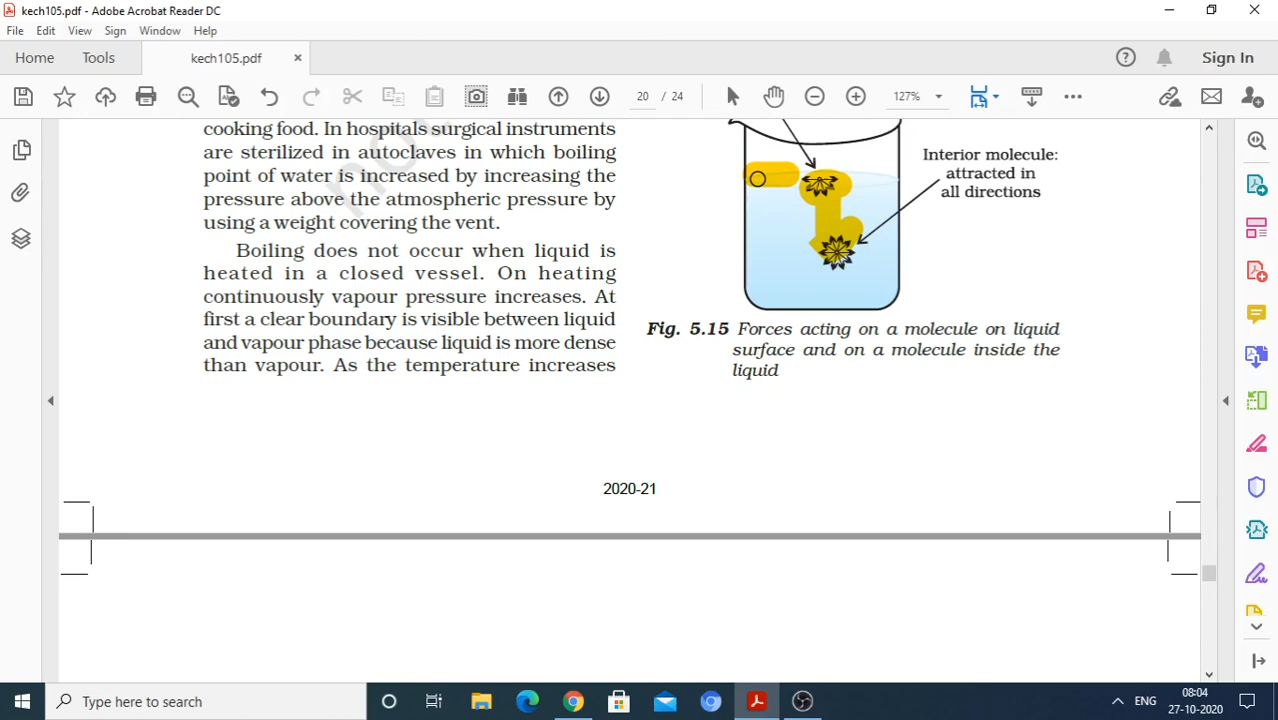 kech105.pdf - Adobe Acrobat Reader DC
File Edit View Sign Window Help
Home Tools kech105.pdf Sign In
20 / 24 127%
cooking food. In hospitals surgical instruments
are sterilized in autoclaves in which boiling
point of water is increased by increasing the
pressure above the atmospheric pressure by
using a weight covering the vent.
Boiling does not occur when liquid is
heated in a closed vessel. On heating
continuously vapour pressure increases. At
first a clear boundary is visible between liquid
and vapour phase because liquid is more dense
than vapour. As the temperature increases
not
Interior molecule:
attracted in
all directions
Fig. 5.15 Forces acting on a molecule on liquid
surface and on a molecule inside the
liquid
2020-21
Type here to search
ENG
08:04
27-10-2020